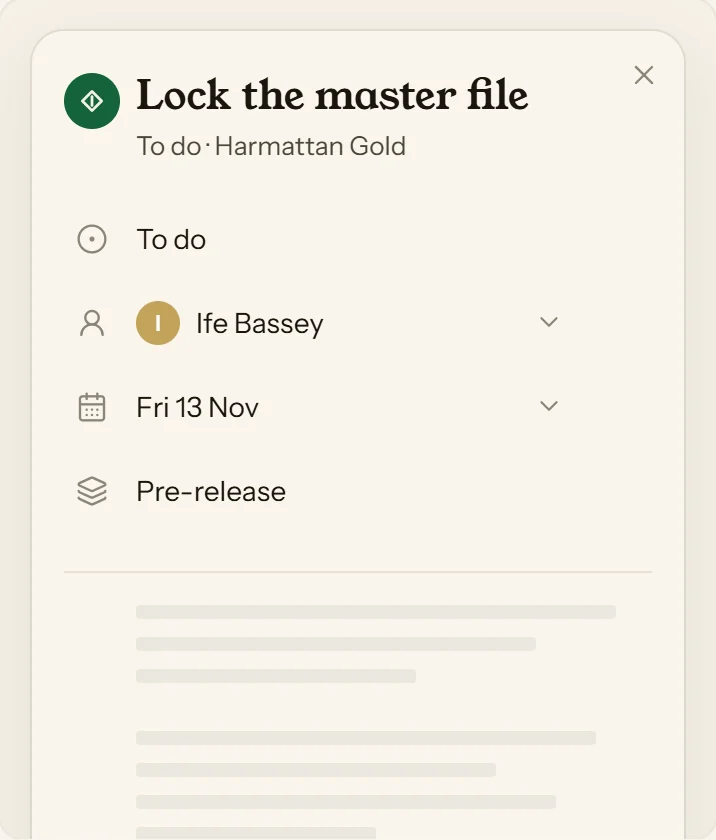 Lock the master file
To do · Harmattan Gold
To do
I Ife Bassey
Fri 13 Nov
Pre-release